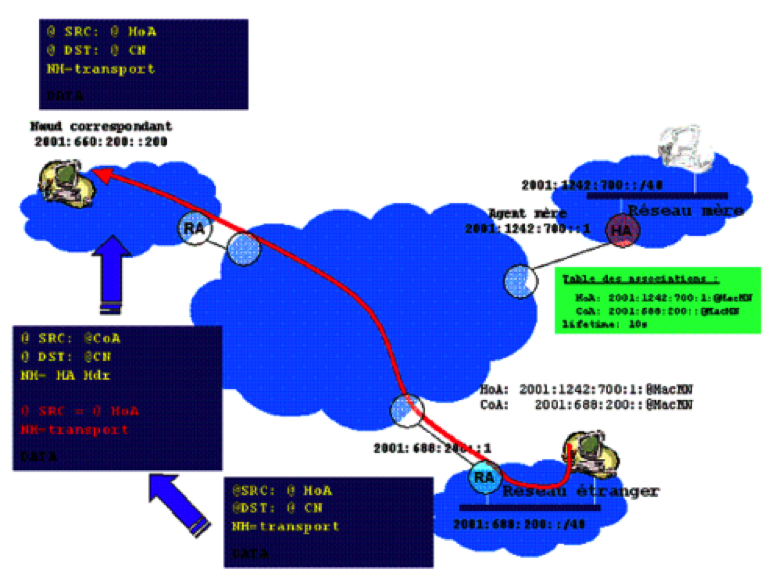 @ SRC: @ HoA
@ DST: @ CN
NH-transport
DATA
Nœud correspondant
2001:660:200::200
RA
2001:1242:700::/48
Réseau mère
Agent mère
2001:1242:700::1
HA
Table des associations :
HoA: 2001:1242:700:1:@MacMN
CoA: 2001:688:200::@MacMN
lifetime: 10s
@ SRC: @CoA
@ DST: @CN
NH- HA Hdr
@ SRC = @ HoA
NH-transport
DATA
HoA: 2001:1242:700:1:@MacMN
CoA: 2001:688:200::@MacMN
2001:688:200::1
RA
Réseau étranger
2001:688:200::/48
@SRC: @ HoA
@DST: @ CN
NH-transport
DATA